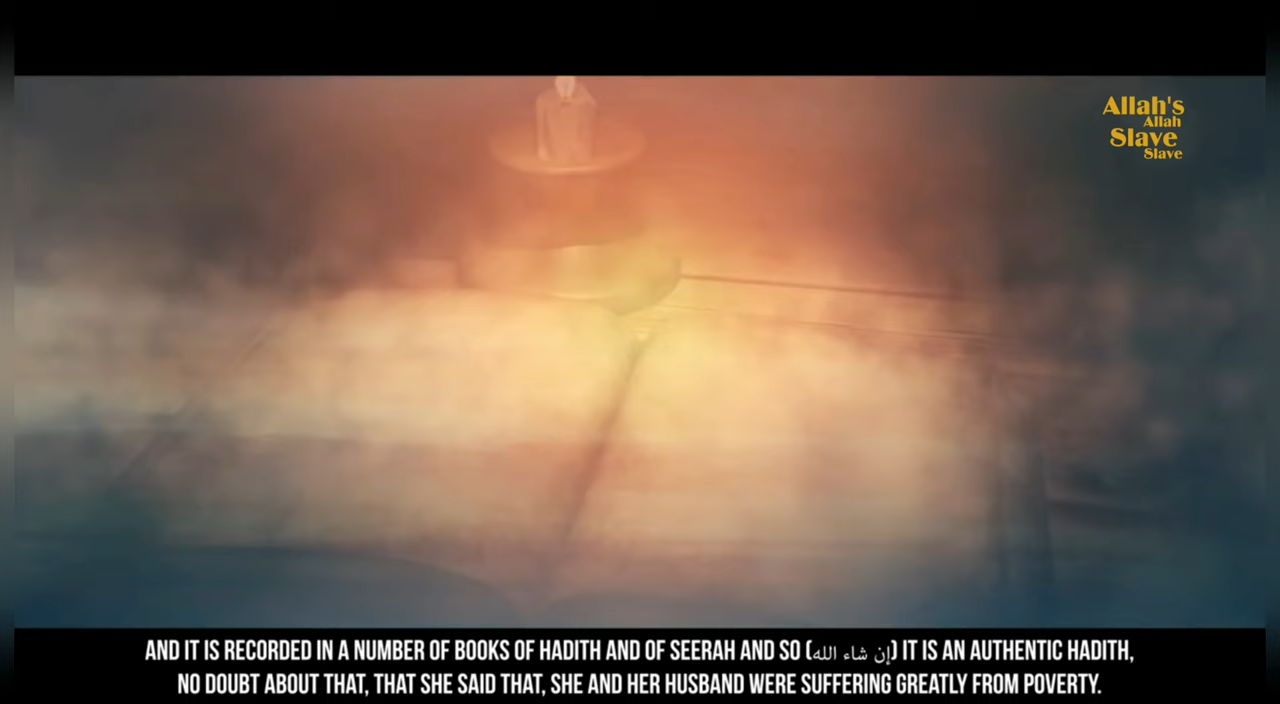 Allah's
Allah
Slave
Slave
AND IT IS RECORDED IN A NUMBER OF BOOKS OF HADITH AND OF SEERAH AND SO (إن شاء الله) IT IS AN AUTHENTIC HADITH,
NO DOUBT ABOUT THAT, THAT SHE SAID THAT, SHE AND HER HUSBAND WERE SUFFERING GREATLY FROM POVERTY.